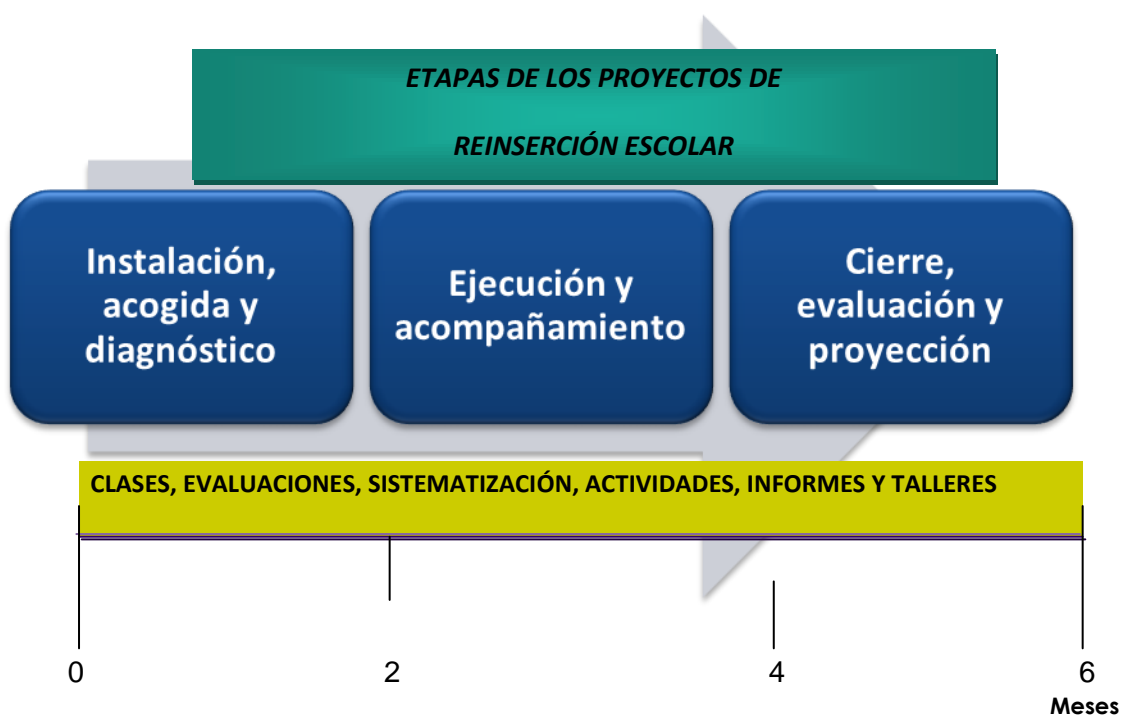 ETAPAS DE LOS PROYECTOS DE
REINSERCIÓN ESCOLAR
Instalación,
acogida y
diagnóstico
Ejecución y
acompañamiento
Cierre,
evaluación y
proyección
CLASES, EVALUACIONES, SISTEMATIZACIÓN, ACTIVIDADES, INFORMES Y TALLERES
0 2 4 6
Meses